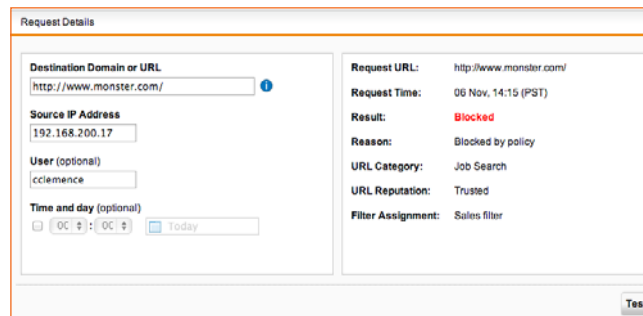 Request Details
Destination Domain or URL
http://www.monster.com/
Source IP Address
192.168.200.17
User (optional)
cclemence
Time and day (optional)
: Today
Request URL: http://www.monster.com/
Request Time: 06 Nov, 14:15 (PST)
Result: Blocked
Reason: Blocked by policy
URL Category: Job Search
URL Reputation: Trusted
Filter Assignment: Sales filter